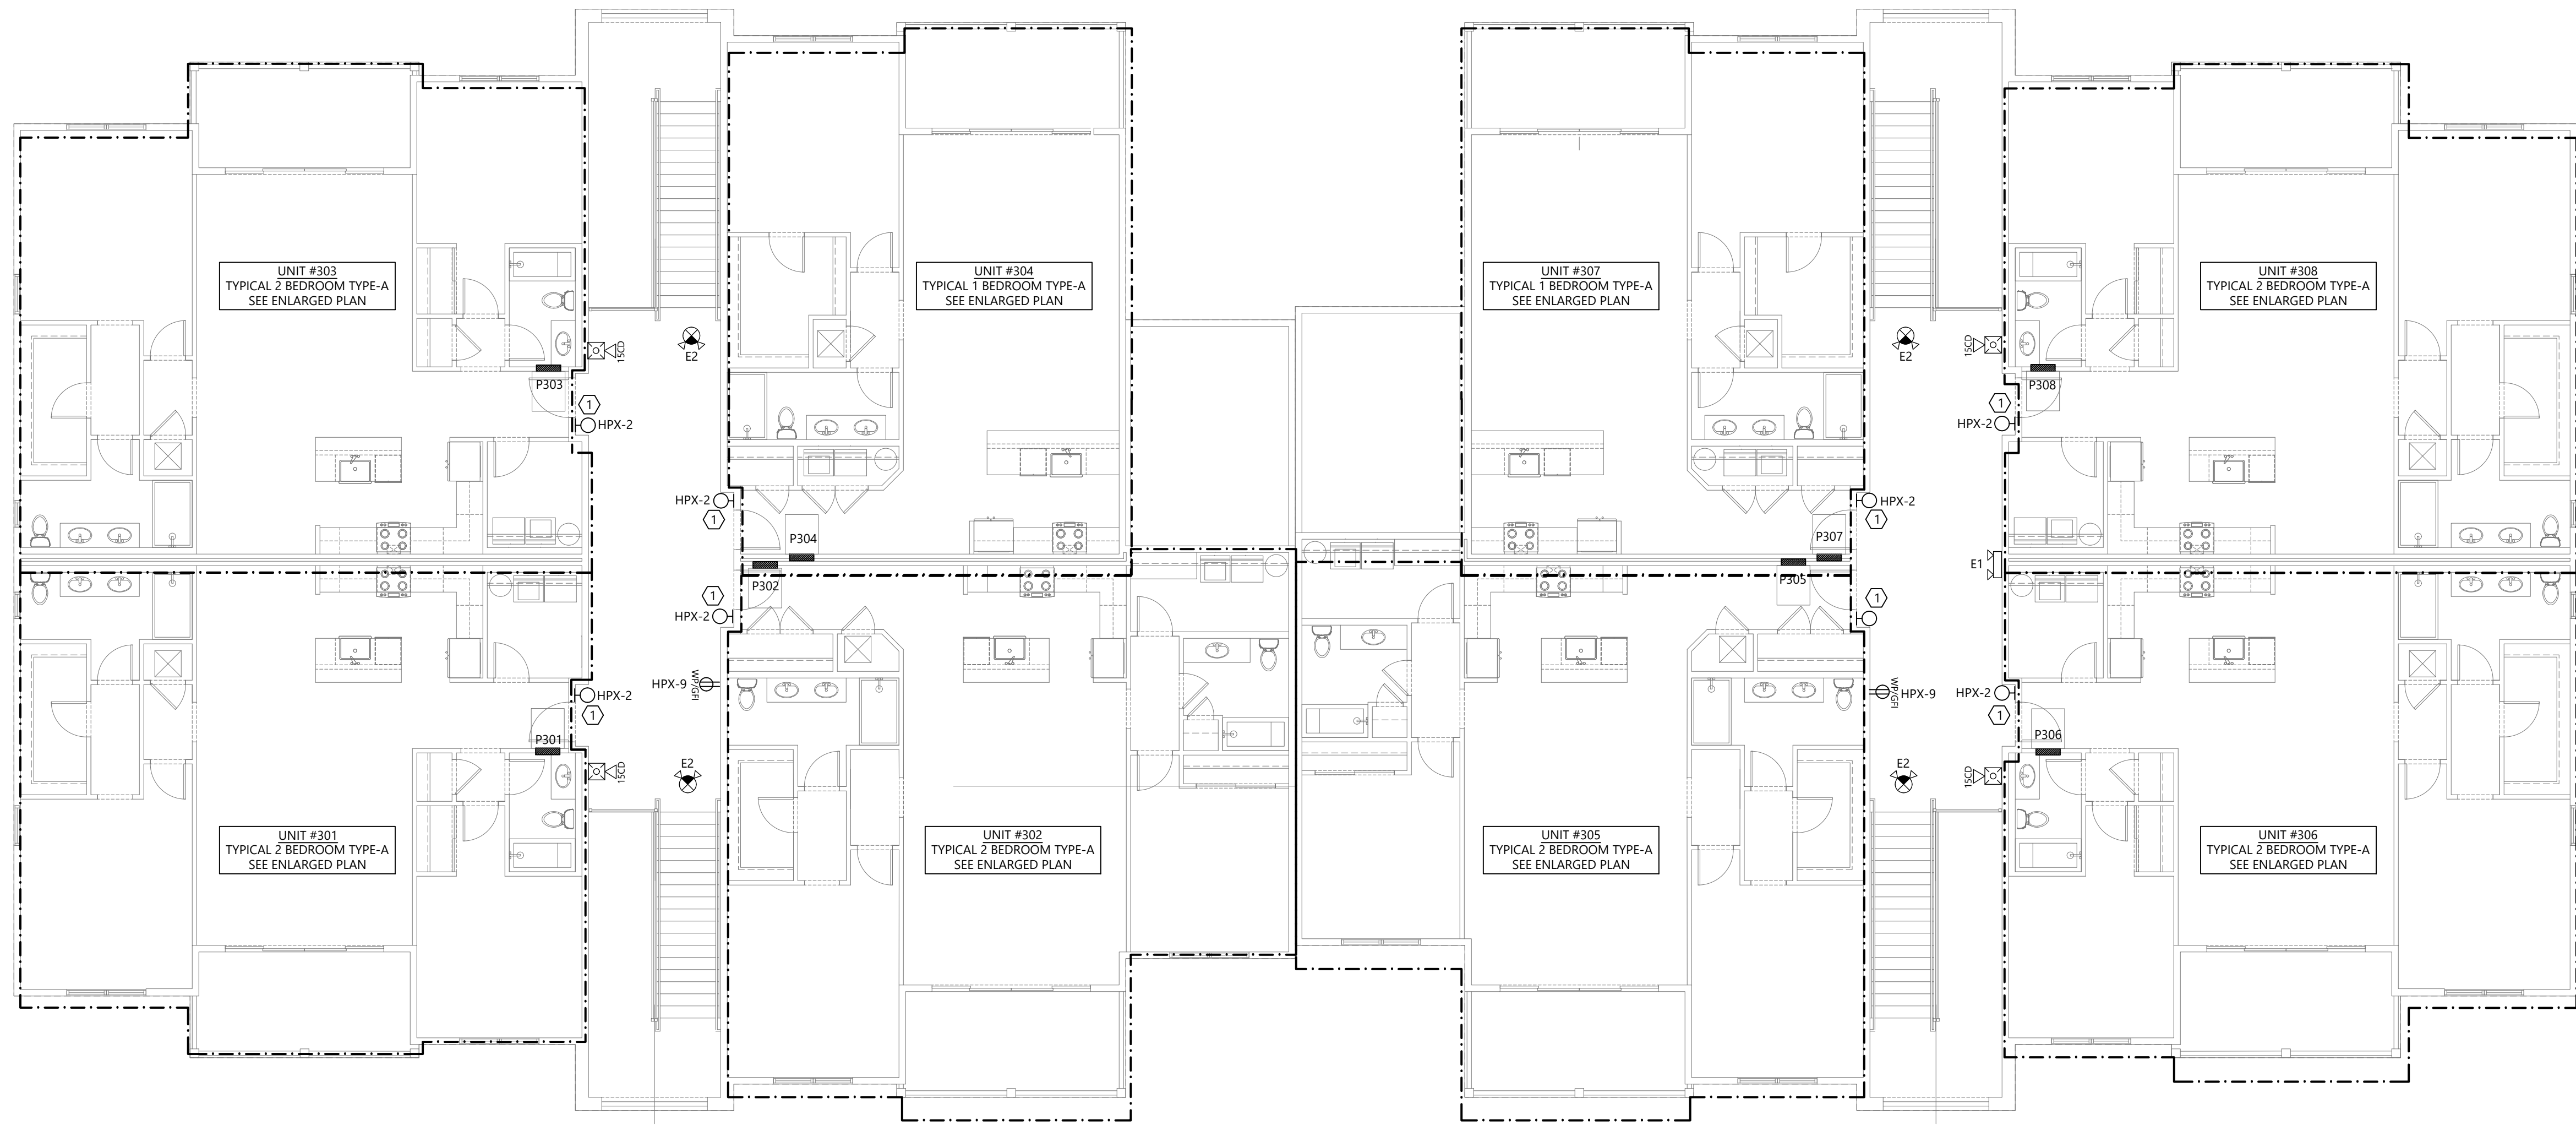 UNIT #303
TYPICAL 2 BEDROOM TYPE-A
SEE ENLARGED PLAN
UNIT #304
TYPICAL 1 BEDROOM TYPE-A
SEE ENLARGED PLAN
UNIT #307
TYPICAL 1 BEDROOM TYPE-A
SEE ENLARGED PLAN
UNIT #308
TYPICAL 2 BEDROOM TYPE-A
SEE ENLARGED PLAN
15CD
E2
E2
15CD
P303
P308
1
HPX-2
1
HPX-2
HPX-2
1
HPX-2
1
P304
P307
E1
P302
P305
1
HPX-2
1
HPX-9
WP/GFI
WP/GFI
HPX-9
HPX-2
1
HPX-2
1
P301
P306
15CD
E2
E2
15CD
UNIT #301
TYPICAL 2 BEDROOM TYPE-A
SEE ENLARGED PLAN
UNIT #302
TYPICAL 2 BEDROOM TYPE-A
SEE ENLARGED PLAN
UNIT #305
TYPICAL 2 BEDROOM TYPE-A
SEE ENLARGED PLAN
UNIT #306
TYPICAL 2 BEDROOM TYPE-A
SEE ENLARGED PLAN